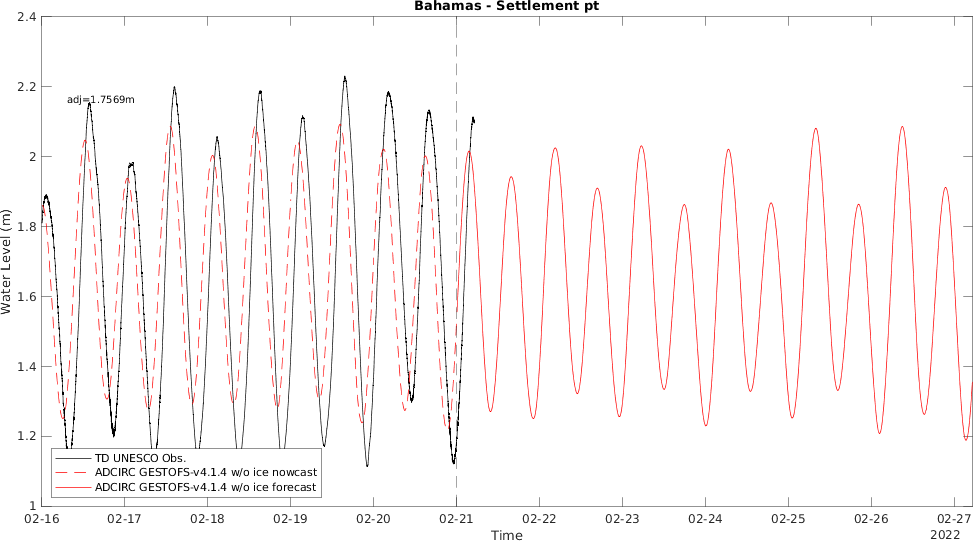 Bahamas - Settlement pt
2.4
2.2
2
1.8
1.6
1.4
1.2
1
Water Level (m)
adj=1.7569m
TD UNESCO Obs.
ADCIRC GESTOFS-v4.1.4 w/o ice nowcast
ADCIRC GESTOFS-v4.1.4 w/o ice forecast
02-16 02-17 02-18 02-19 02-20 02-21 02-22 02-23 02-24 02-25 02-26 02-27
Time
2022